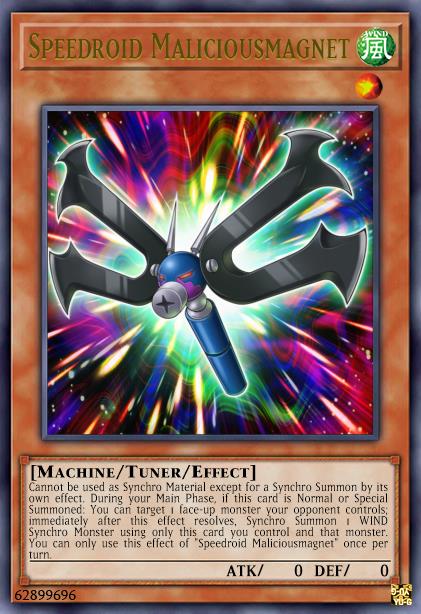 SPEEDROID MALICIOUSMAGNET
WIND
風
[MACHINE/TUNER/EFFECT]
Cannot be used as Synchro Material except for a Synchro Summon by its
own effect. During your Main Phase, if this card is Normal or Special
Summoned: You can target 1 face-up monster your opponent controls;
immediately after this effect resolves, Synchro Summon 1 WIND
Synchro Monster using only this card you control and that monster.
You can only use this effect of "Speedroid Maliciousmagnet" once per
turn.
ATK/ 0 DEF/ 0
62899696